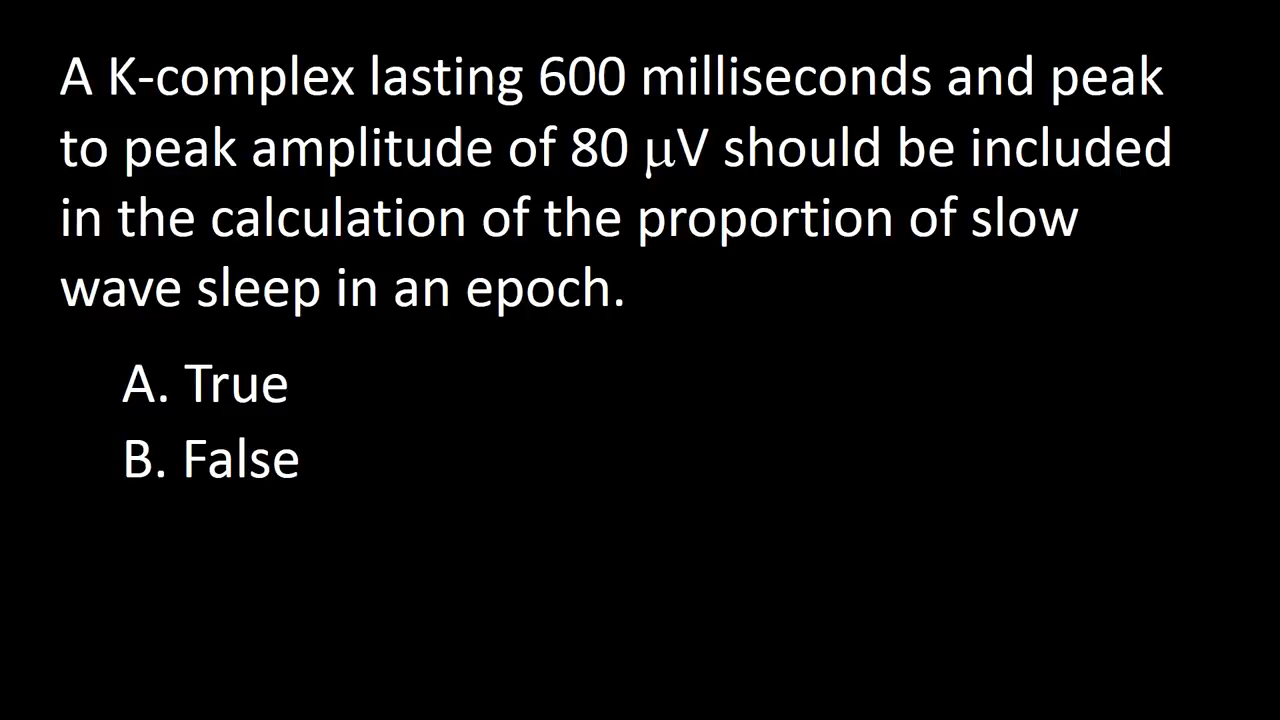 A K-complex lasting 600 milliseconds and peak
to peak amplitude of 80 μV should be included
in the calculation of the proportion of slow
wave sleep in an epoch.
A. True
B. False